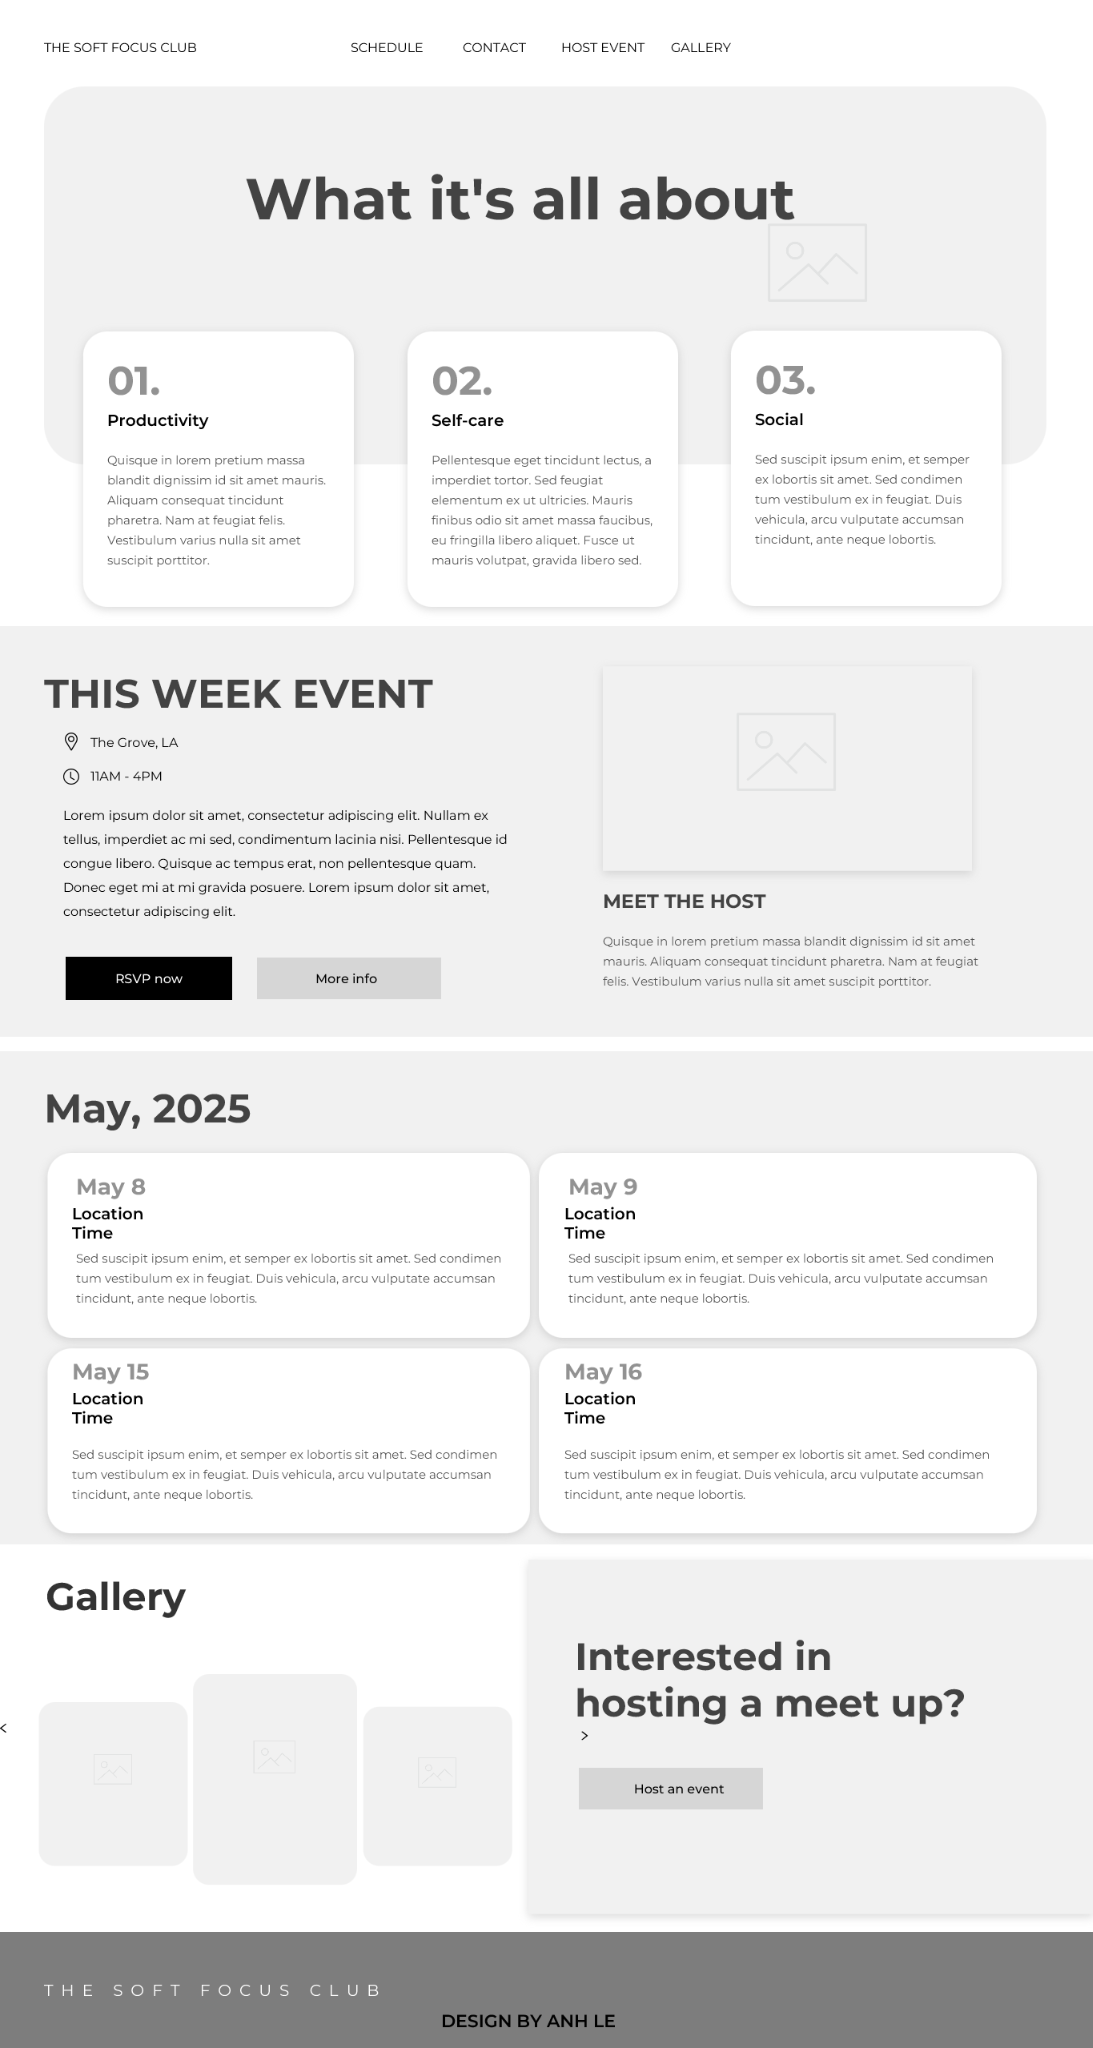 THE SOFT FOCUS CLUB
SCHEDULE
CONTACT
HOST EVENT
GALLERY
What it's all about
01.
Productivity
Quisque in lorem pretium massa
blandit dignissim id sit amet mauris.
Aliquam consequat tincidunt
pharetra. Nam at feugiat felis.
Vestibulum varius nulla sit amet
suscipit porttitor.
02.
Self-care
Pellentesque eget tincidunt lectus, a
imperdiet tortor. Sed feugiat
elementum ex ut ultricies. Mauris
finibus odio sit amet massa faucibus,
eu fringilla libero aliquet. Fusce ut
mauris volutpat, gravida libero sed.
03.
Social
Sed suscipit ipsum enim, et semper
ex lobortis sit amet. Sed condimen
tum vestibulum ex in feugiat. Duis
vehicula, arcu vulputate accumsan
tincidunt, ante neque lobortis.
THIS WEEK EVENT
The Grove, LA
11AM - 4PM
Lorem ipsum dolor sit amet, consectetur adipiscing elit. Nullam ex
tellus, imperdiet ac mi sed, condimentum lacinia nisi. Pellentesque id
congue libero. Quisque ac tempus erat, non pellentesque quam.
Donec eget mi at mi gravida posuere. Lorem ipsum dolor sit amet,
consectetur adipiscing elit.
RSVP now
More info
MEET THE HOST
Quisque in lorem pretium massa blandit dignissim id sit amet
mauris. Aliquam consequat tincidunt pharetra. Nam at feugiat
felis. Vestibulum varius nulla sit amet suscipit porttitor.
May, 2025
May 8
Location
Time
Sed suscipit ipsum enim, et semper ex lobortis sit amet. Sed condimen
tum vestibulum ex in feugiat. Duis vehicula, arcu vulputate accumsan
tincidunt, ante neque lobortis.
May 9
Location
Time
Sed suscipit ipsum enim, et semper ex lobortis sit amet. Sed condimen
tum vestibulum ex in feugiat. Duis vehicula, arcu vulputate accumsan
tincidunt, ante neque lobortis.
May 15
Location
Time
Sed suscipit ipsum enim, et semper ex lobortis sit amet. Sed condimen
tum vestibulum ex in feugiat. Duis vehicula, arcu vulputate accumsan
tincidunt, ante neque lobortis.
May 16
Location
Time
Sed suscipit ipsum enim, et semper ex lobortis sit amet. Sed condimen
tum vestibulum ex in feugiat. Duis vehicula, arcu vulputate accumsan
tincidunt, ante neque lobortis.
Gallery
<
Interested in
hosting a meet up?
>
Host an event
THE SOFT FOCUS CLUB
DESIGN BY ANH LE